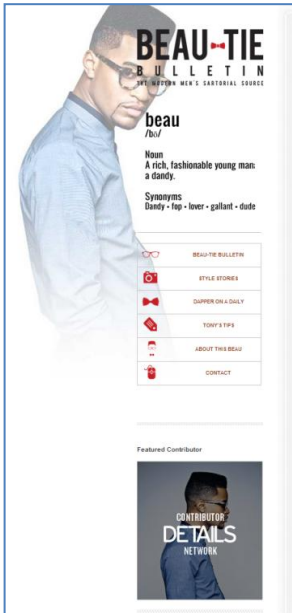 BEAU TIE
BULLETIN
THE MODERN MEN'S SARTORIAL SOURCE
beau
/bō/
Noun
A rich, fashionable young man;
a dandy.
Synonyms
Dandy • fop • lover • gallant • dude
BEAU-TIE BULLETIN
STYLE STORIES
DAPPER ON A DAILY
TONY'S TIPS
ABOUT THIS BEAU
CONTACT
Featured Contributor
CONTRIBUTOR
DETAILS
NETWORK